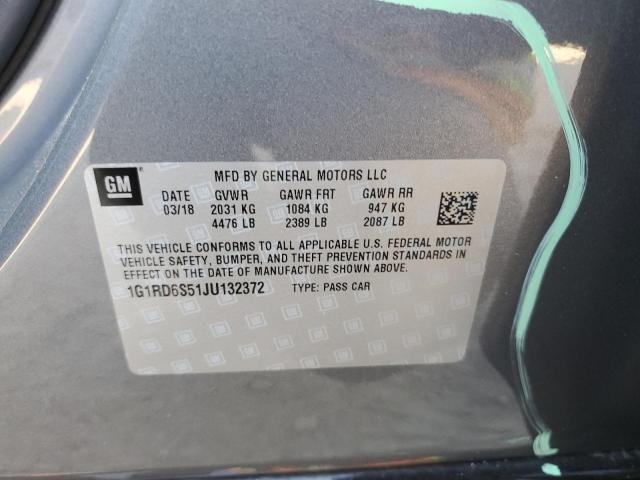 GM
MFD BY GENERAL MOTORS LLC
DATE GVWR GAWR FRT GAWR RR
03/18 2031 KG 1084 KG 947 KG
4476 LB 2389 LB 2087 LB
THIS VEHICLE CONFORMS TO ALL APPLICABLE U.S. FEDERAL MOTOR
VEHICLE SAFETY, BUMPER, AND THEFT PREVENTION STANDARDS IN
EFFECT ON THE DATE OF MANUFACTURE SHOWN ABOVE.
1G1RD6S51JU132372 TYPE: PASS CAR